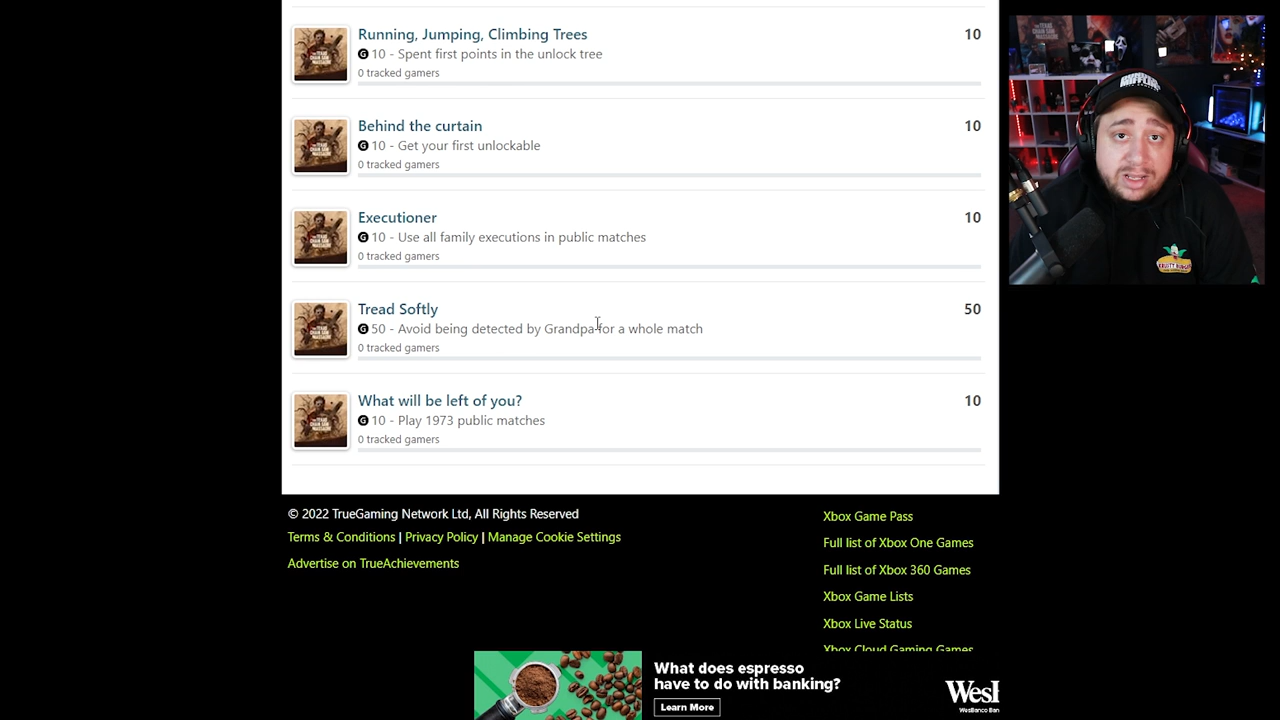 Running, Jumping, Climbing Trees
10
G 10 - Spent first points in the unlock tree
0 tracked gamers
Behind the curtain
10
G 10 - Get your first unlockable
0 tracked gamers
Executioner
10
G 10 - Use all family executions in public matches
0 tracked gamers
Tread Softly
50
G 50 - Avoid being detected by Grandpa for a whole match
0 tracked gamers
What will be left of you?
10
G 10 - Play 1973 public matches
0 tracked gamers
© 2022 TrueGaming Network Ltd, All Rights Reserved
Terms & Conditions | Privacy Policy | Manage Cookie Settings
Advertise on TrueAchievements
Xbox Game Pass
Full list of Xbox One Games
Full list of Xbox 360 Games
Xbox Game Lists
Xbox Live Status
Xbox Cloud Gaming Games
What does espresso
have to do with banking?
Learn More
Wes
WesBanco Ban